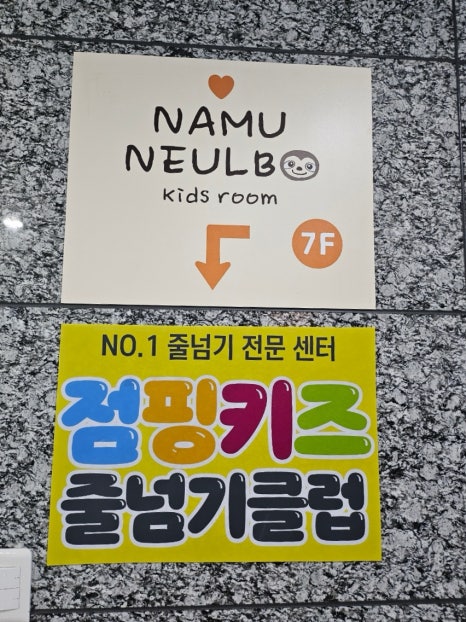 NAMU
NEULBO
kids room
7F
NO.1 줄넘기 전문 센터
점핑키즈
줄넘기클럽